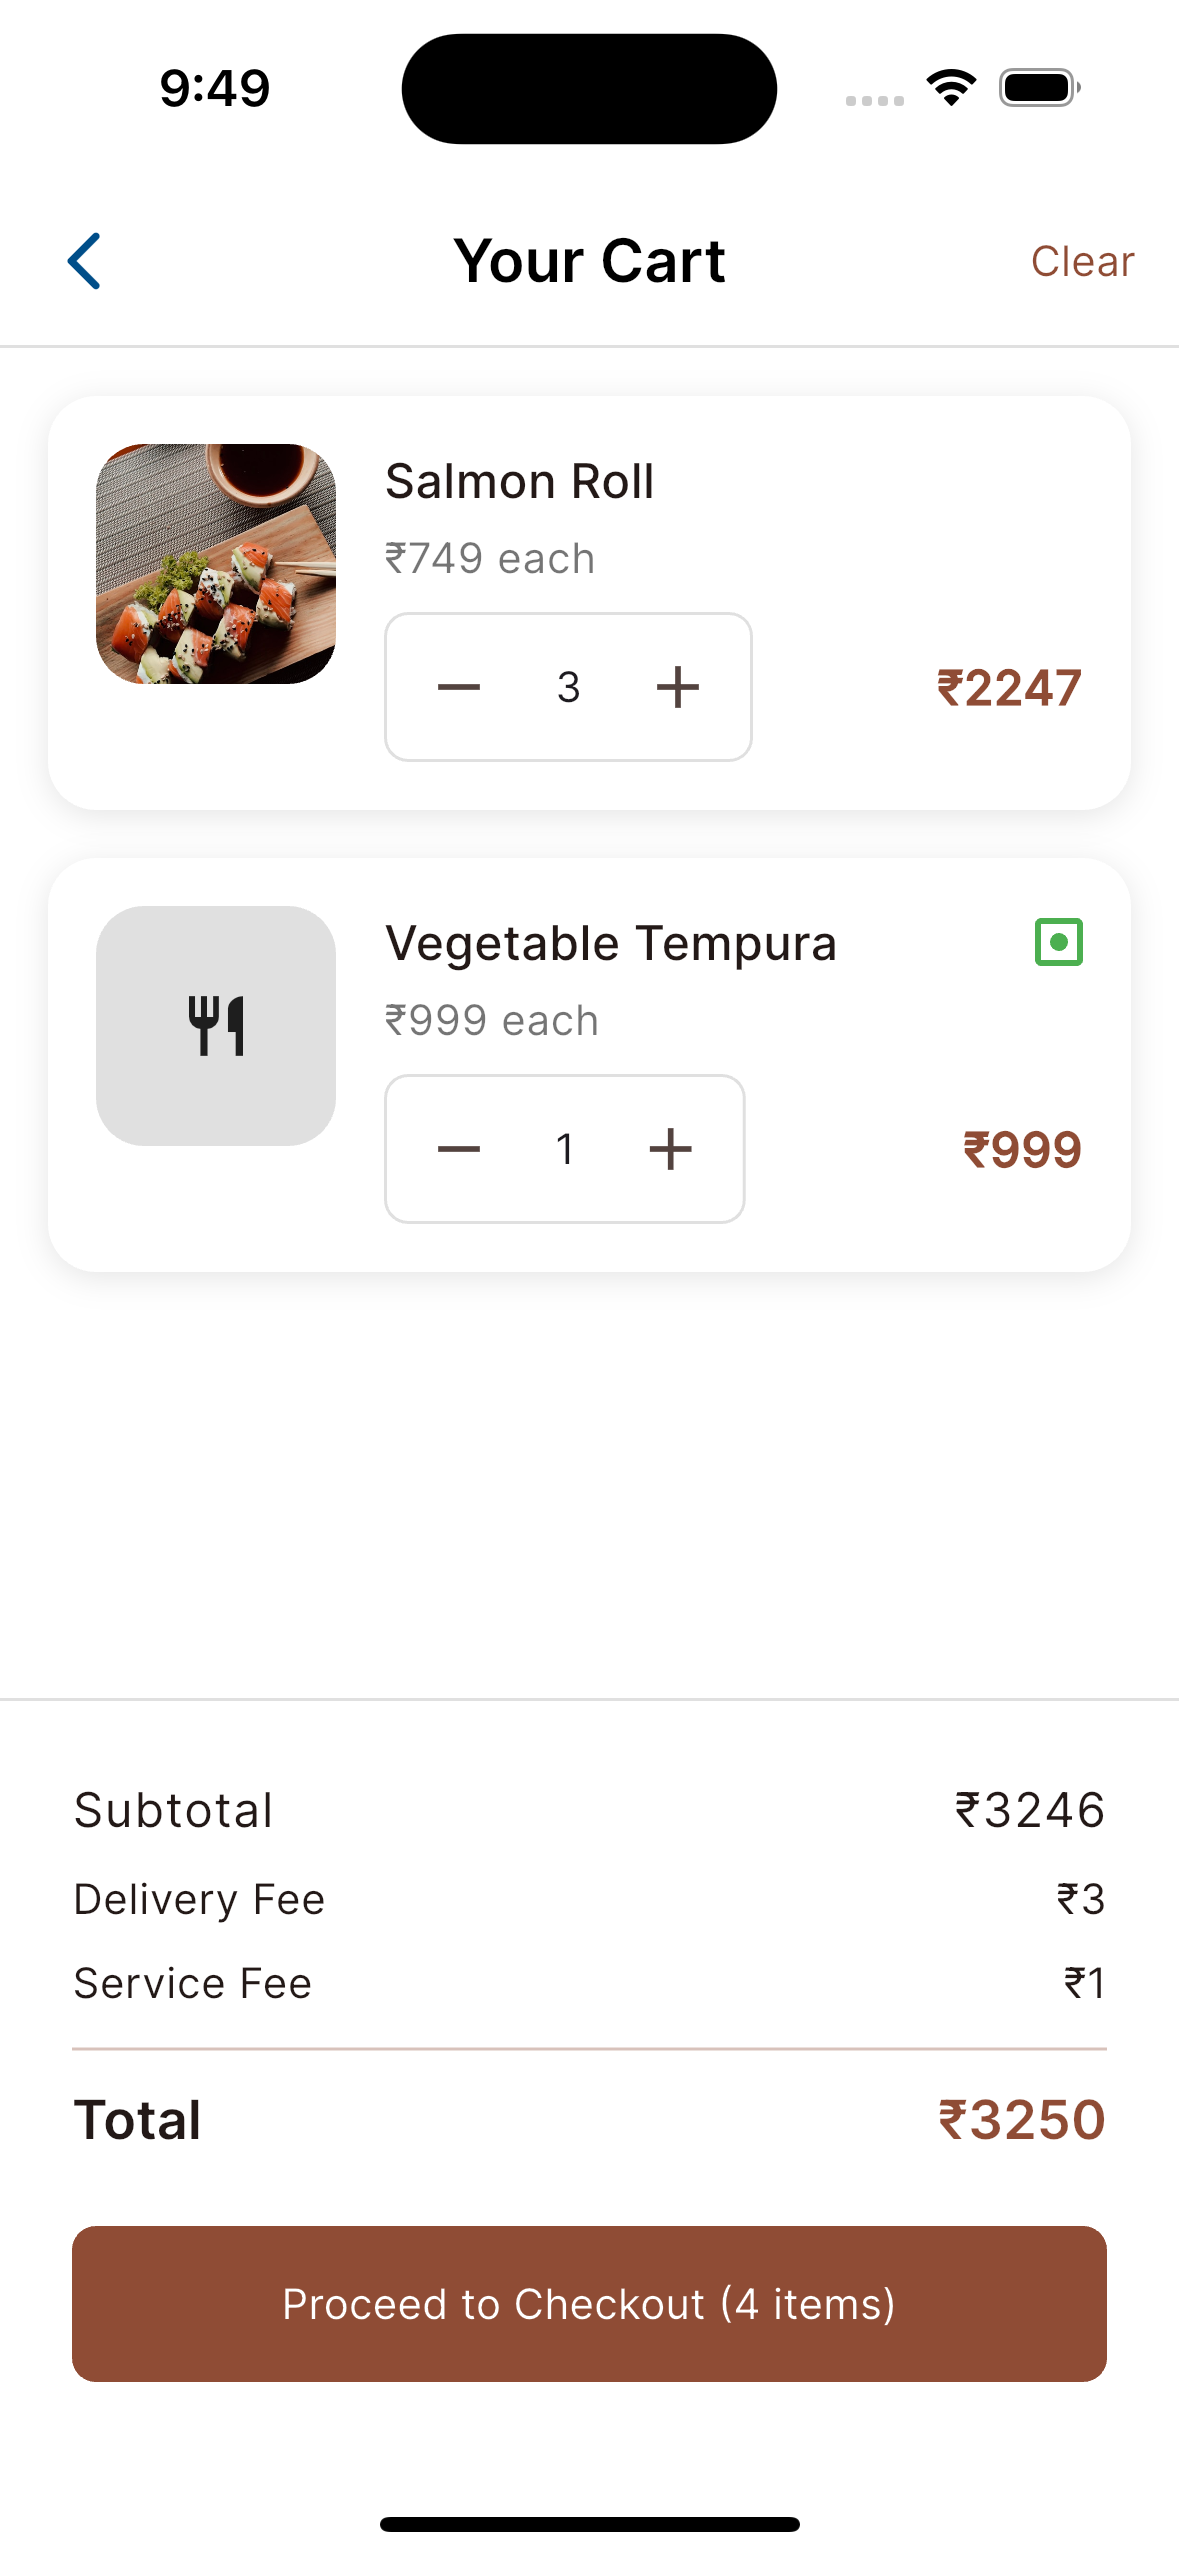 9:49
Your Cart
Clear
Salmon Roll
₹749 each
3
₹2247
Vegetable Tempura
₹999 each
1
₹999
Subtotal
₹3246
Delivery Fee
₹3
Service Fee
₹1
Total
₹3250
Proceed to Checkout (4 items)